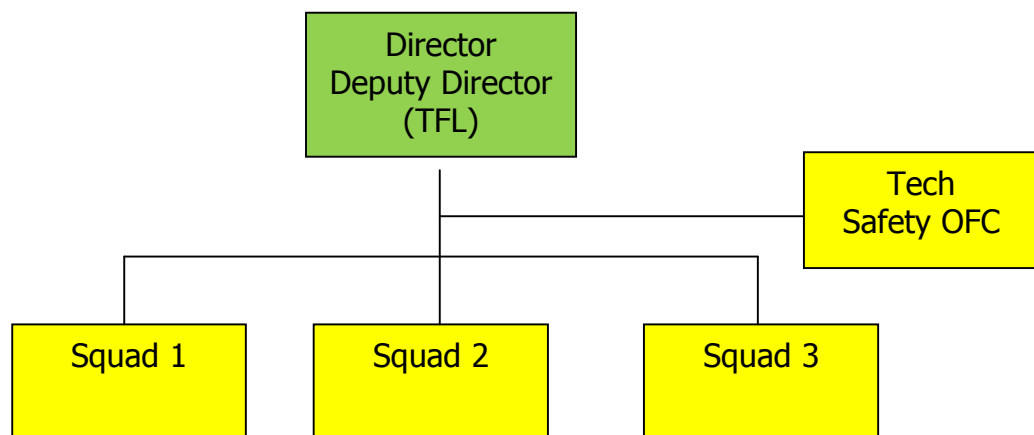 Director
Deputy Director
(TFL)
Tech
Safety OFC
Squad 1
Squad 2
Squad 3